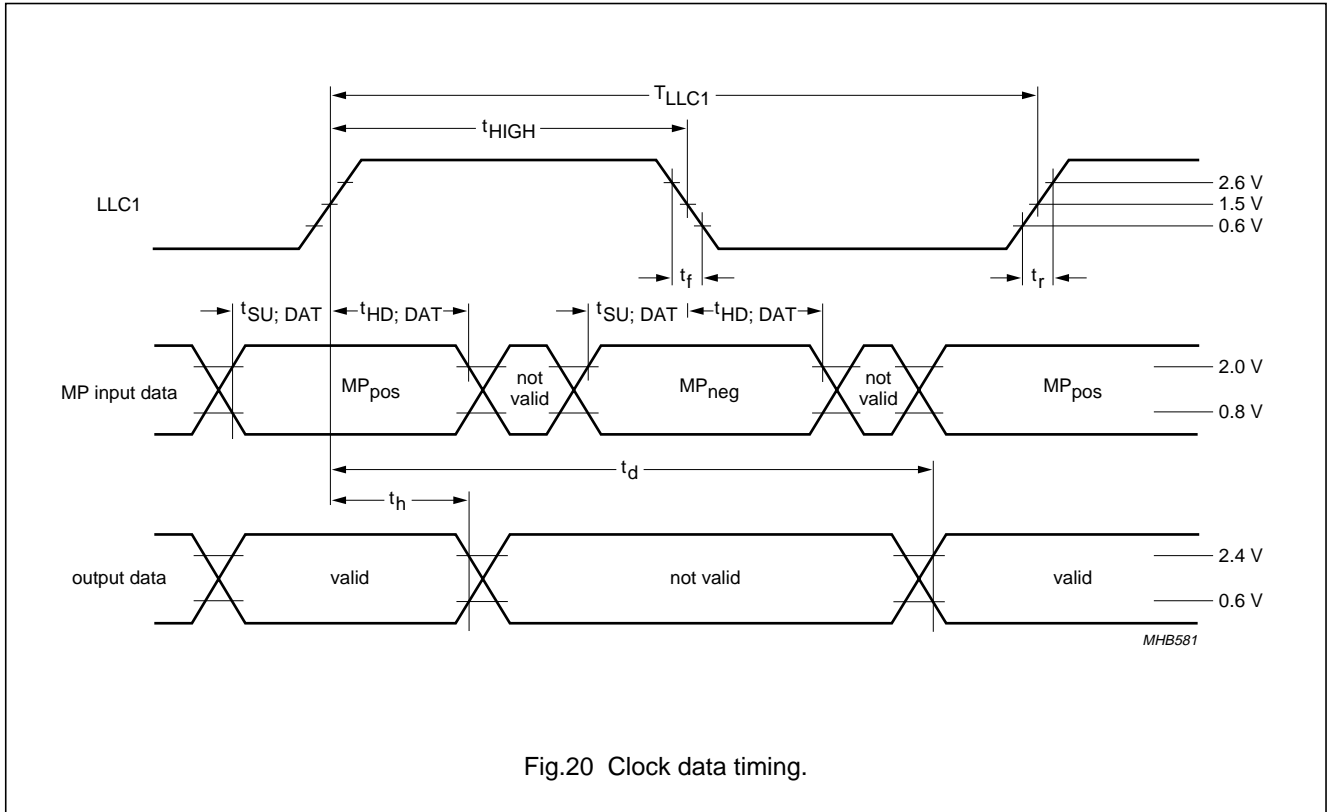 TLLC1
tHIGH
LLC1
2.6 V
1.5 V
0.6 V
tf
tr
tSU; DAT
tHD; DAT
tSU; DAT
tHD; DAT
MP input data
MPpos
not
valid
MPneg
not
valid
MPpos
2.0 V
0.8 V
td
th
output data
valid
not valid
valid
2.4 V
0.6 V
MHB581
Fig.20 Clock data timing.